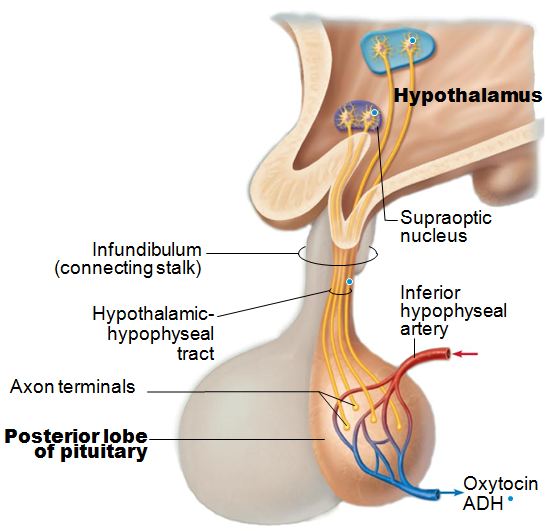 Hypothalamus
Supraoptic
nucleus
Infundibulum
(connecting stalk)
Hypothalamic-
hypophyseal
tract
Inferior
hypophyseal
artery
Axon terminals
Posterior lobe
of pituitary
Oxytocin
ADH